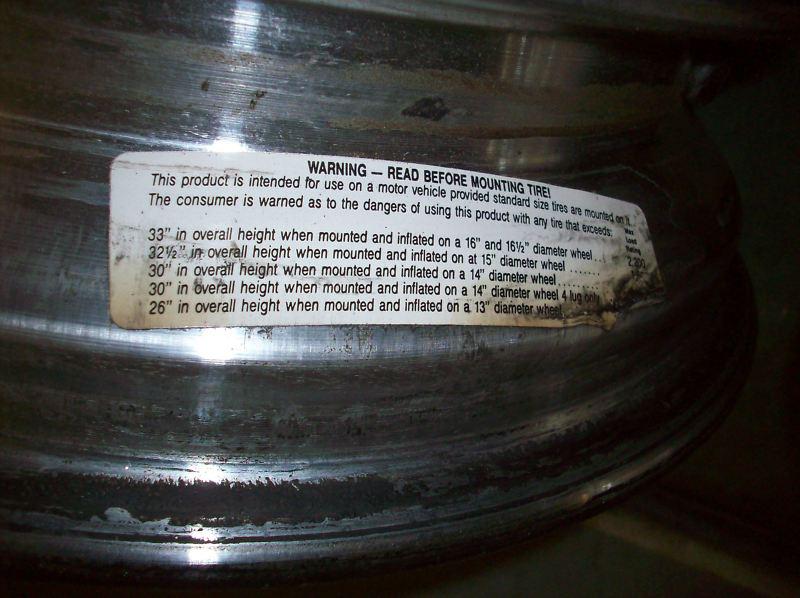 WARNING — READ BEFORE MOUNTING TIRE!
This product is intended for use on a motor vehicle provided standard size tires are mounted on it.
The consumer is warned as to the dangers of using this product with any tire that exceeds:
Max
Load
Rating
33" in overall height when mounted and inflated on a 16" and 16½" diameter wheel .. 2,200
32½" in overall height when mounted and inflated on at 15" diameter wheel .......
30" in overall height when mounted and inflated on a 14" diameter wheel .......
30" in overall height when mounted and inflated on a 14" diameter wheel 4 lug only
26" in overall height when mounted and inflated on a 13" diameter wheel